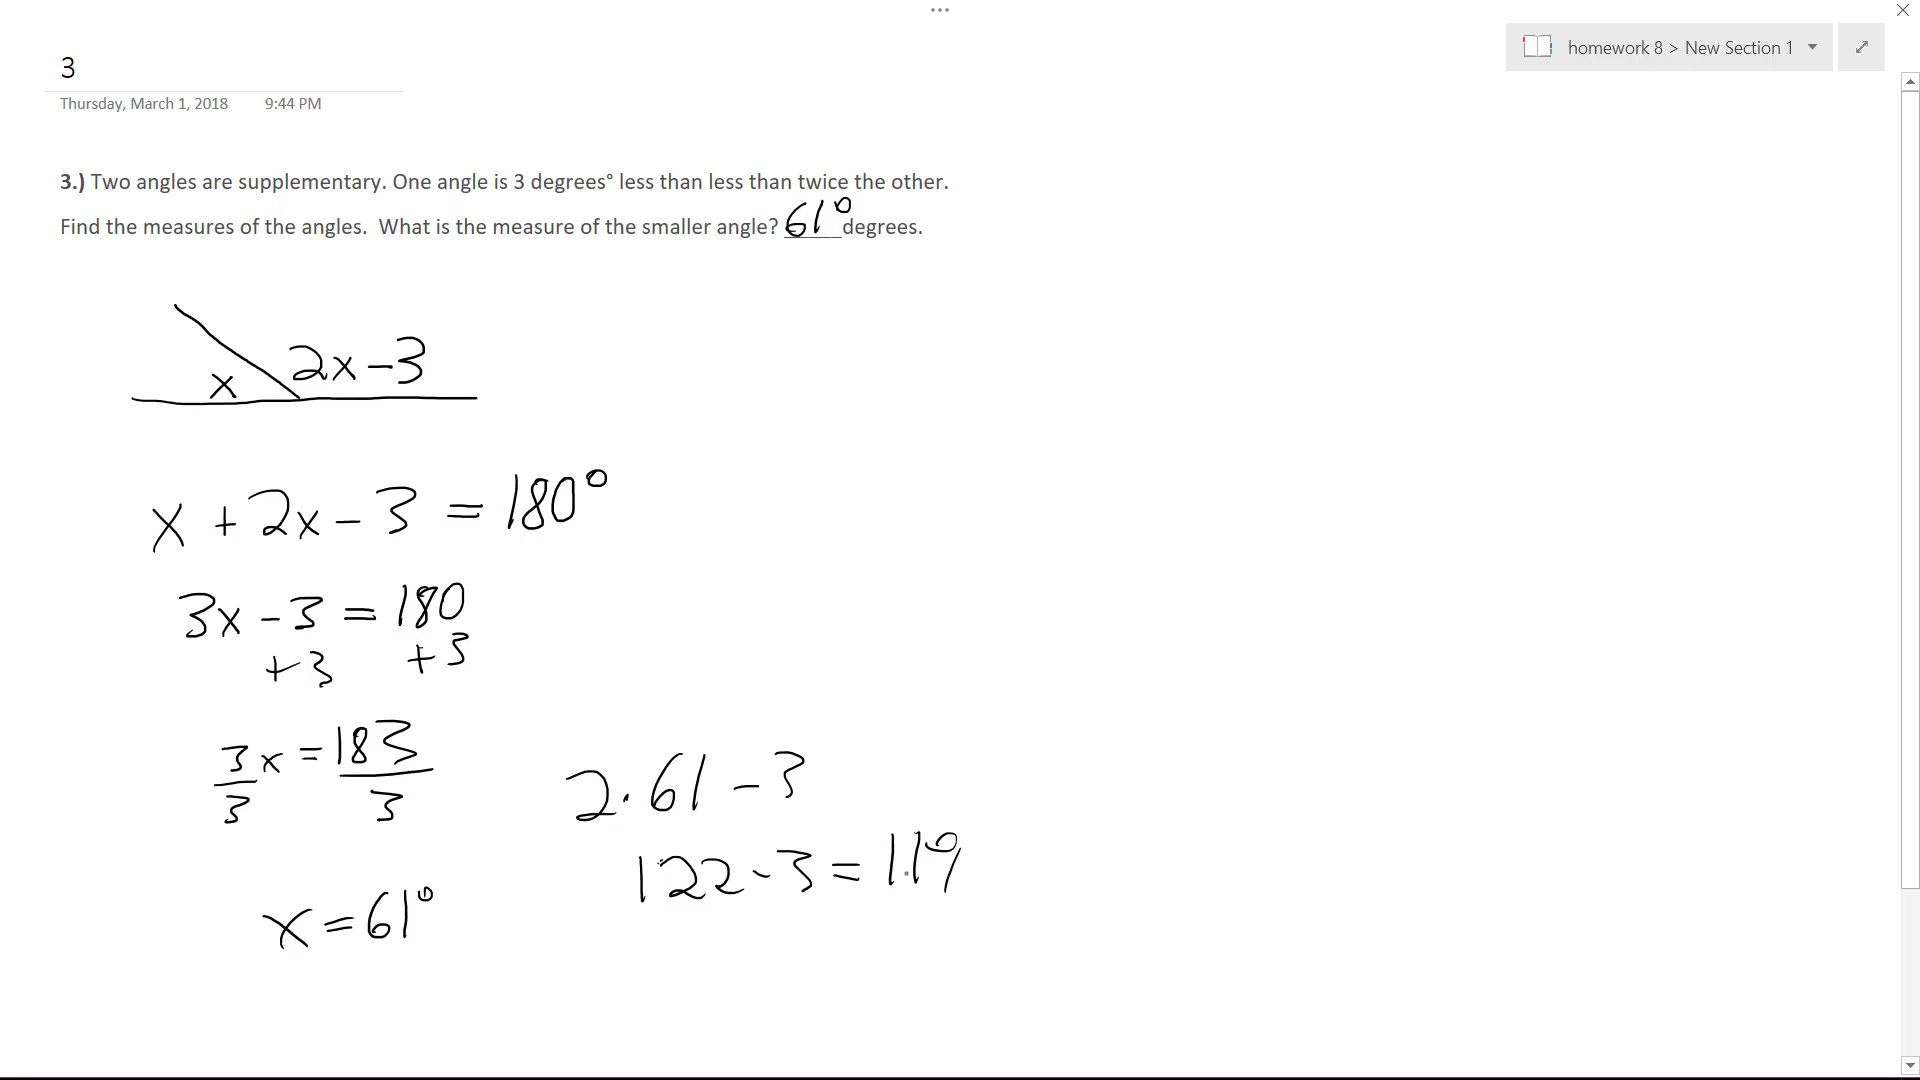 homework 8 > New Section 1
3
Thursday, March 1, 2018 9:44 PM
3.) Two angles are supplementary. One angle is 3 degrees° less than less than twice the other.
Find the measures of the angles. What is the measure of the smaller angle? 61° degrees.
x 2x-3
x + 2x - 3 = 180°
3x - 3 = 180
+3 +3
3x = 183
3 3
2·61 - 3
122 - 3 = 119
x = 61°